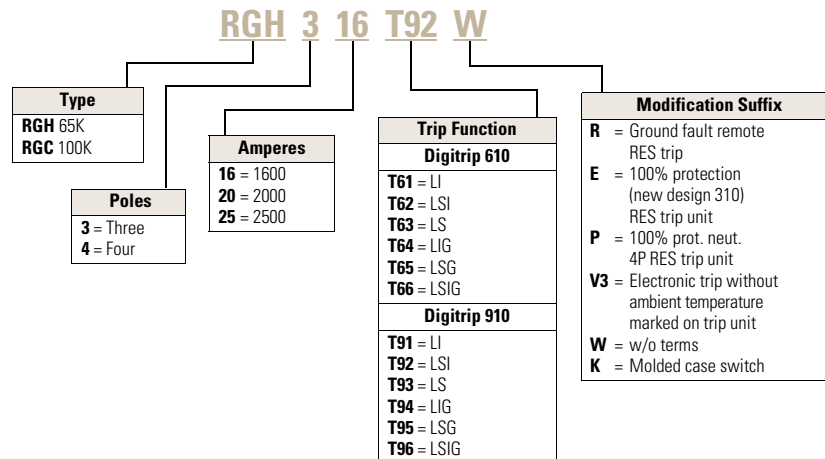 RGH 3 16 T92 W
Type
RGH 65K
RGC 100K
Poles
3 = Three
4 = Four
Amperes
16 = 1600
20 = 2000
25 = 2500
Trip Function
Digitrip 610
T61 = LI
T62 = LSI
T63 = LS
T64 = LIG
T65 = LSG
T66 = LSIG
Digitrip 910
T91 = LI
T92 = LSI
T93 = LS
T94 = LIG
T95 = LSG
T96 = LSIG
Modification Suffix
R = Ground fault remote
RES trip
E = 100% protection
(new design 310)
RES trip unit
P = 100% prot. neut.
4P RES trip unit
V3 = Electronic trip without
ambient temperature
marked on trip unit
W = w/o terms
K = Molded case switch